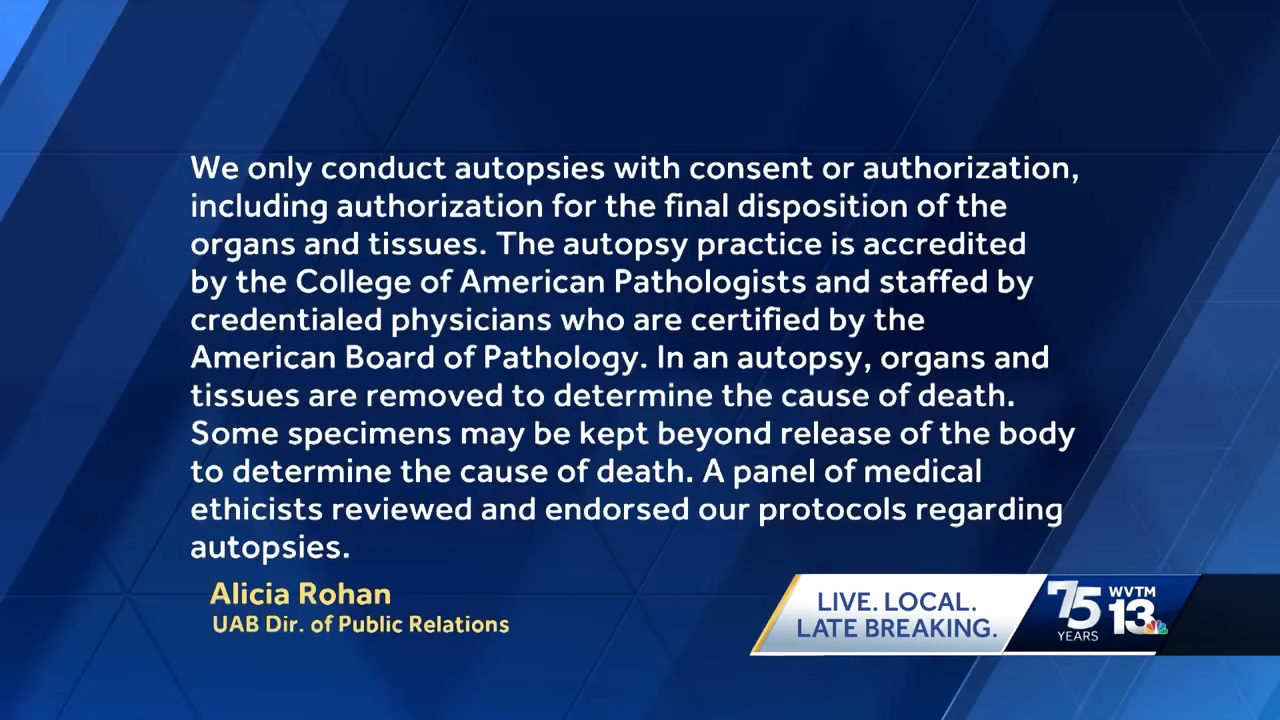 We only conduct autopsies with consent or authorization,
including authorization for the final disposition of the
organs and tissues. The autopsy practice is accredited
by the College of American Pathologists and staffed by
credentialed physicians who are certified by the
American Board of Pathology. In an autopsy, organs and
tissues are removed to determine the cause of death.
Some specimens may be kept beyond release of the body
to determine the cause of death. A panel of medical
ethicists reviewed and endorsed our protocols regarding
autopsies.
Alicia Rohan
UAB Dir. of Public Relations
LIVE. LOCAL.
LATE BREAKING.
75
YEARS
WVTM
13